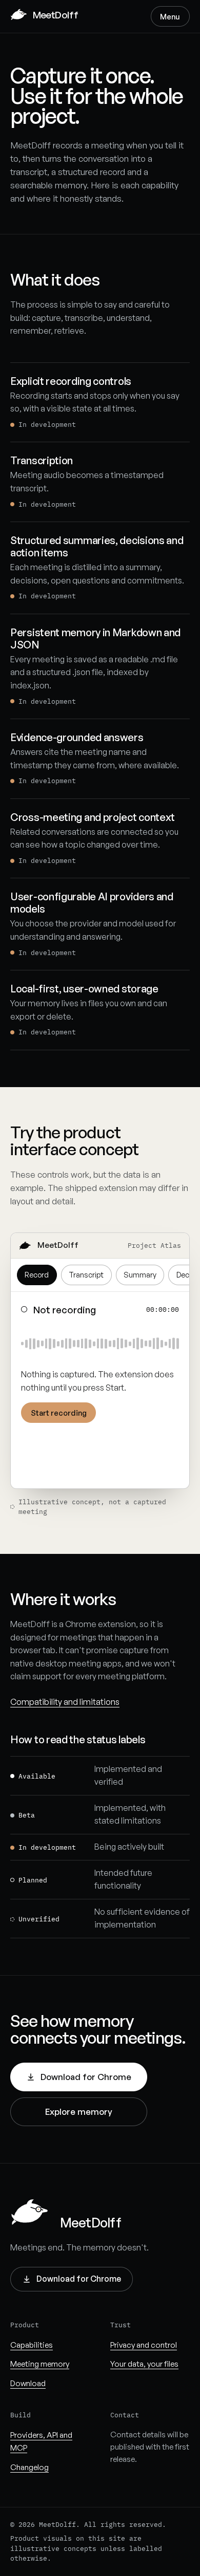 MeetDolff
Menu
Capture it once.
Use it for the whole
project.
MeetDolff records a meeting when you tell it
to, then turns the conversation into a
transcript, a structured record and a
searchable memory. Here is each capability
and where it honestly stands.
What it does
The process is simple to say and careful to
build: capture, transcribe, understand,
remember, retrieve.
Explicit recording controls
Recording starts and stops only when you say
so, with a visible state at all times.
In development
Transcription
Meeting audio becomes a timestamped
transcript.
In development
Structured summaries, decisions and
action items
Each meeting is distilled into a summary,
decisions, open questions and commitments.
In development
Persistent memory in Markdown and
JSON
Every meeting is saved as a readable .md file
and a structured .json file, indexed by
index.json.
In development
Evidence-grounded answers
Answers cite the meeting name and
timestamp they came from, where available.
In development
Cross-meeting and project context
Related conversations are connected so you
can see how a topic changed over time.
In development
User-configurable AI providers and
models
You choose the provider and model used for
understanding and answering.
In development
Local-first, user-owned storage
Your memory lives in files you own and can
export or delete.
In development
Try the product
interface concept
These controls work, but the data is an
example. The shipped extension may differ in
layout and detail.
MeetDolff
Project Atlas
Record
Transcript
Summary
Dec
Not recording
00:00:00
Nothing is captured. The extension does
nothing until you press Start.
Start recording
Illustrative concept, not a captured
meeting
Where it works
MeetDolff is a Chrome extension, so it is
designed for meetings that happen in a
browser tab. It can't promise capture from
native desktop meeting apps, and we won't
claim support for every meeting platform.
Compatibility and limitations
How to read the status labels
Available
Implemented and
verified
Beta
Implemented, with
stated limitations
In development
Being actively built
Planned
Intended future
functionality
Unverified
No sufficient evidence of
implementation
See how memory
connects your meetings.
Download for Chrome
Explore memory
MeetDolff
Meetings end. The memory doesn't.
Download for Chrome
Product
Capabilities
Meeting memory
Download
Trust
Privacy and control
Your data, your files
Build
Providers, API and
MCP
Changelog
Contact
Contact details will be
published with the first
release.
© 2026 MeetDolff. All rights reserved.
Product visuals on this site are
illustrative concepts unless labelled
otherwise.